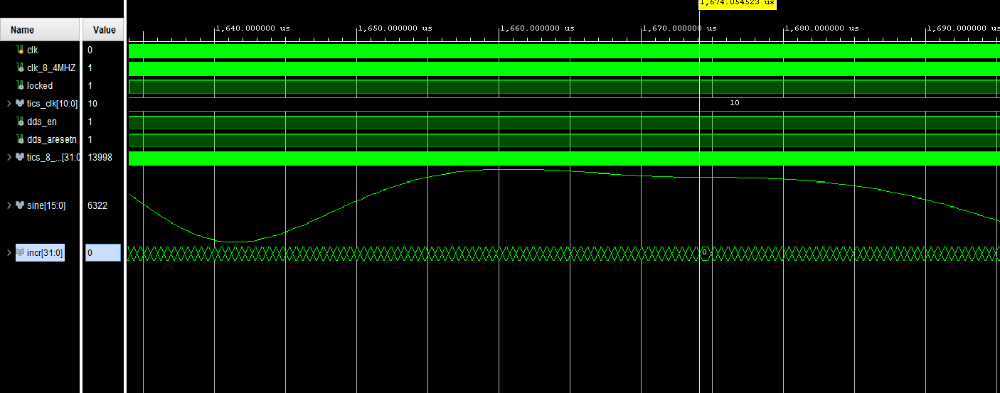 1,674.054523 us
Name Value
1,640.000000 us 1,650.000000 us 1,660.000000 us 1,670.000000 us 1,680.000000 us 1,690.000000 us
clk 0
clk_8_4MHZ 1
locked 1
tics_clk[10:0] 10 10
dds_en 1
dds_aresetn 1
tics_8_...[31:0 13998
sine[15:0] 6322
incr[31:0] 0 0